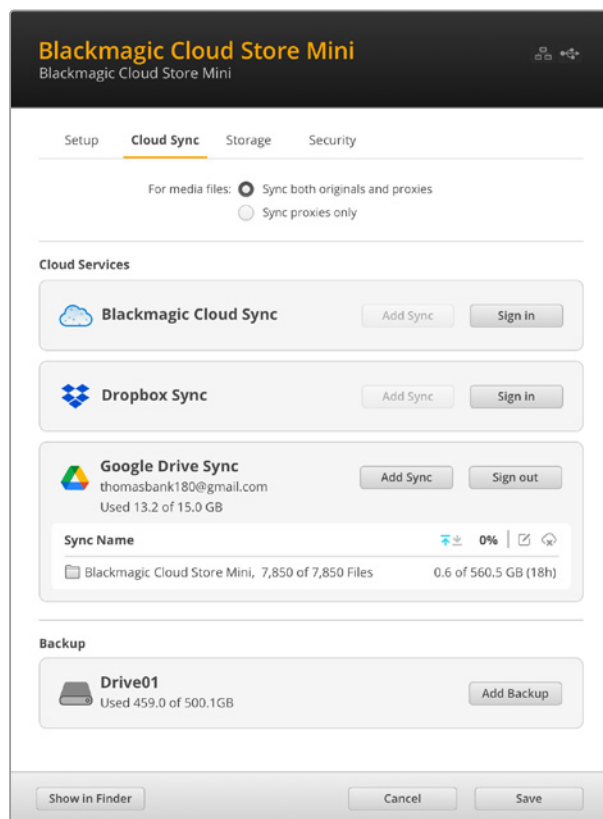 Blackmagic Cloud Store Mini
Blackmagic Cloud Store Mini
Setup Cloud Sync Storage Security
For media files: Sync both originals and proxies
Sync proxies only
Cloud Services
Blackmagic Cloud Sync Add Sync Sign in
Dropbox Sync Add Sync Sign in
Google Drive Sync
thomasbank180@gmail.com Add Sync Sign out
Used 13.2 of 15.0 GB
Sync Name 0%
Blackmagic Cloud Store Mini, 7,850 of 7,850 Files 0.6 of 560.5 GB (18h)
Backup
Drive01
Used 459.0 of 500.1GB Add Backup
Show in Finder Cancel Save